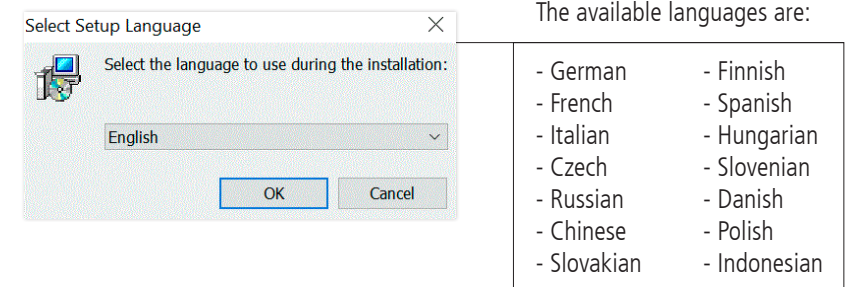 Select Setup Language
Select the language to use during the installation:
English
OK Cancel
The available languages are:
- German - Finnish
- French - Spanish
- Italian - Hungarian
- Czech - Slovenian
- Russian - Danish
- Chinese - Polish
- Slovakian - Indonesian